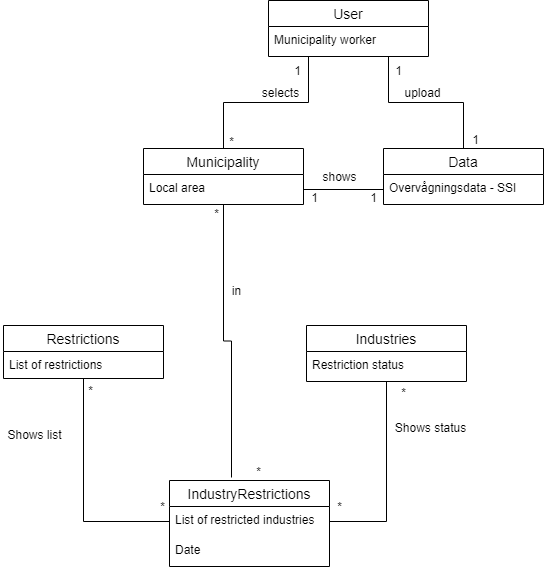 User
Municipality worker
1
1
selects
upload
*
1
Municipality
Data
Local area
shows
Overvågningsdata - SSI
1
1
*
in
Restrictions
Industries
List of restrictions
Restriction status
*
*
Shows list
Shows status
*
*
*
IndustryRestrictions
List of restricted industries
Date